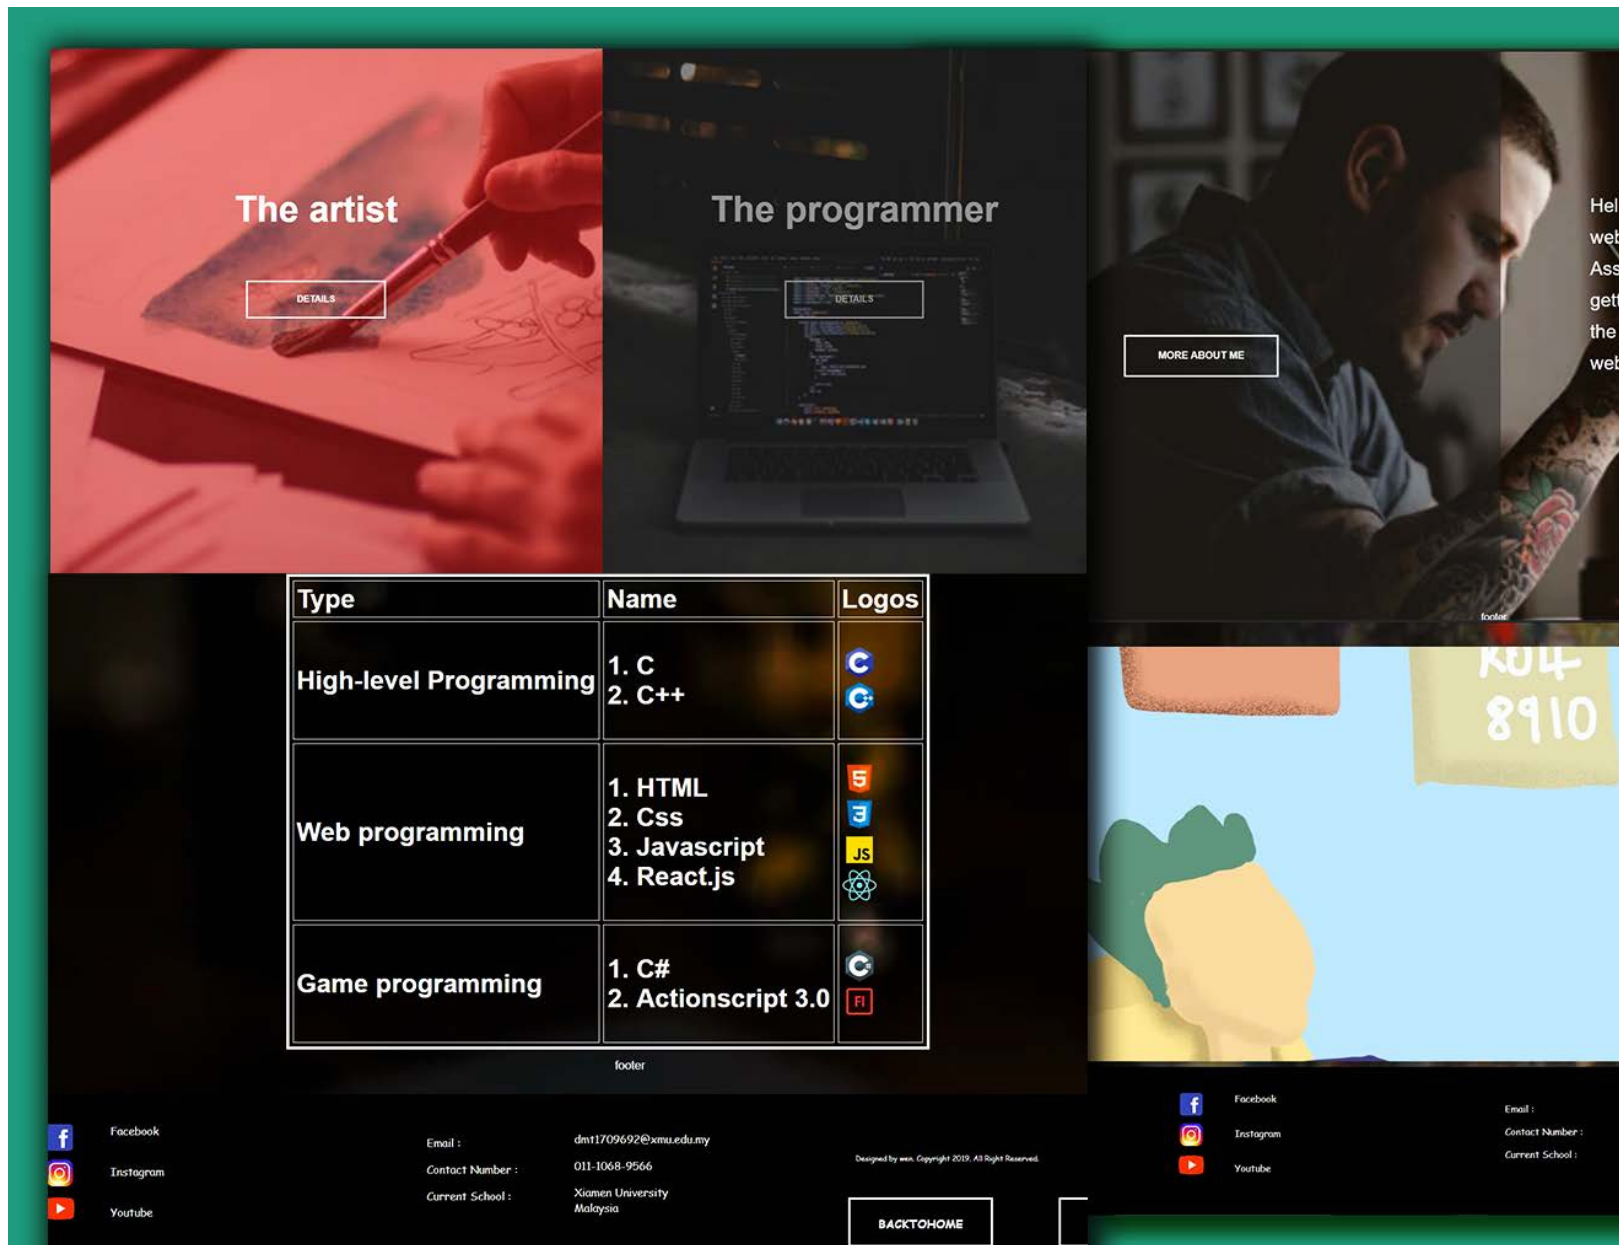 The artist
DETAILS
The programmer
DETAILS
MORE ABOUT ME
Hel
web
Ass
gett
the
web
footer
Type Name Logos
High-level Programming
1. C
2. C++
Web programming
1. HTML
2. Css
3. Javascript
4. React.js
JS
Game programming
1. C#
2. Actionscript 3.0
Fl
footer
8910
Facebook
Instagram
Youtube
Email :
Contact Number :
Current School :
dmt1709692@xmu.edu.my
011-1068-9566
Xiamen University
Malaysia
Designed by wen. Copyright 2019. All Right Reserved.
BACKTOHOME
Facebook
Instagram
Youtube
Email :
Contact Number :
Current School :